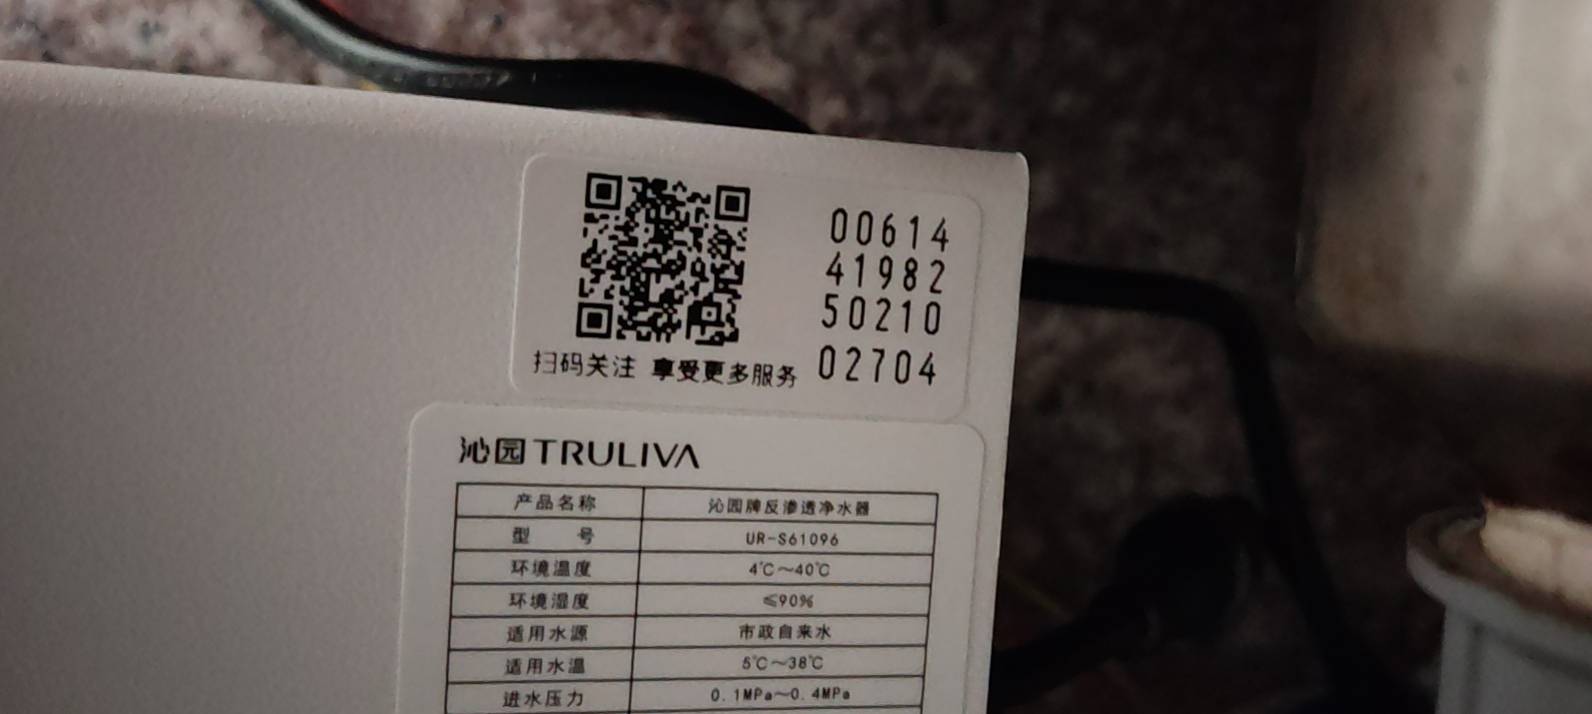 00614
41982
50210
02704
扫码关注 享受更多服务
沁园TRULIVA
产品名称 沁园牌反渗透净水器
型 号 UR-S61096
环境温度 4℃～40℃
环境湿度 ≤90%
适用水源 市政自来水
适用水温 5℃～38℃
进水压力 0.1MPa～0.4MPa